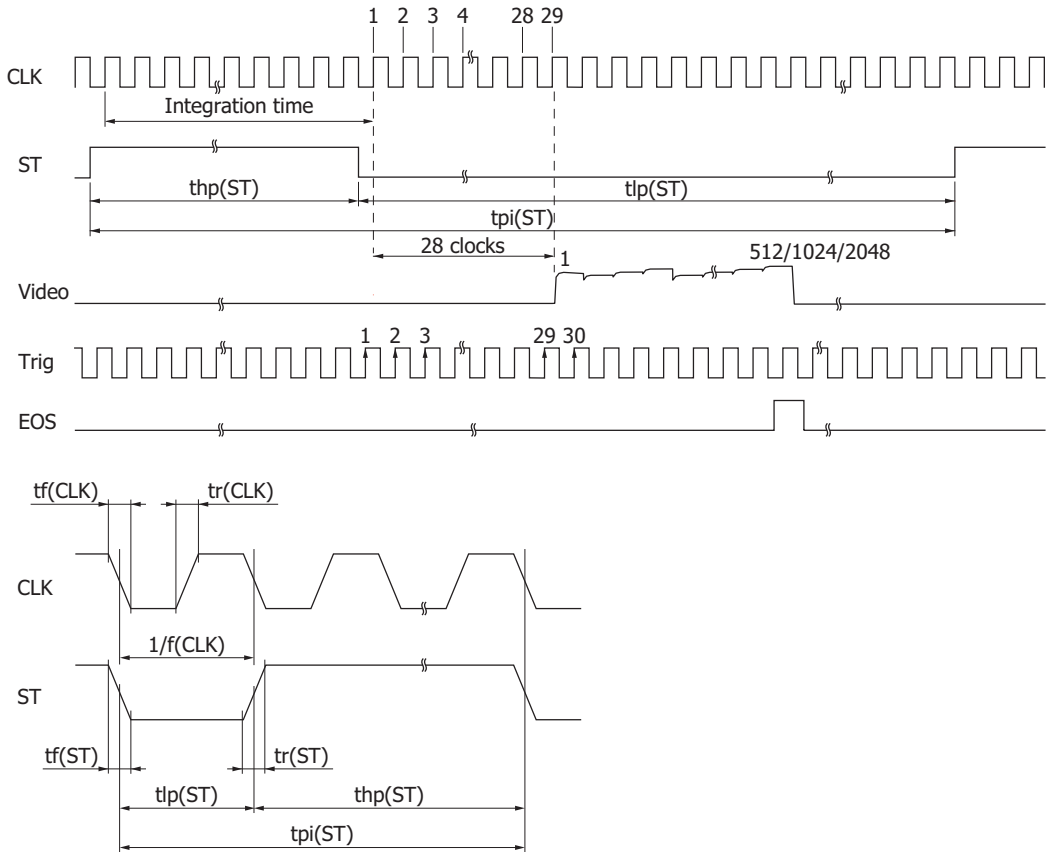 1 2 3 4 28 29
CLK
Integration time
ST
thp(ST)
tlp(ST)
tpi(ST)
28 clocks
1
512/1024/2048
Video
1 2 3 29 30
Trig
EOS
tf(CLK)
tr(CLK)
CLK
1/f(CLK)
ST
tf(ST)
tr(ST)
tlp(ST)
thp(ST)
tpi(ST)